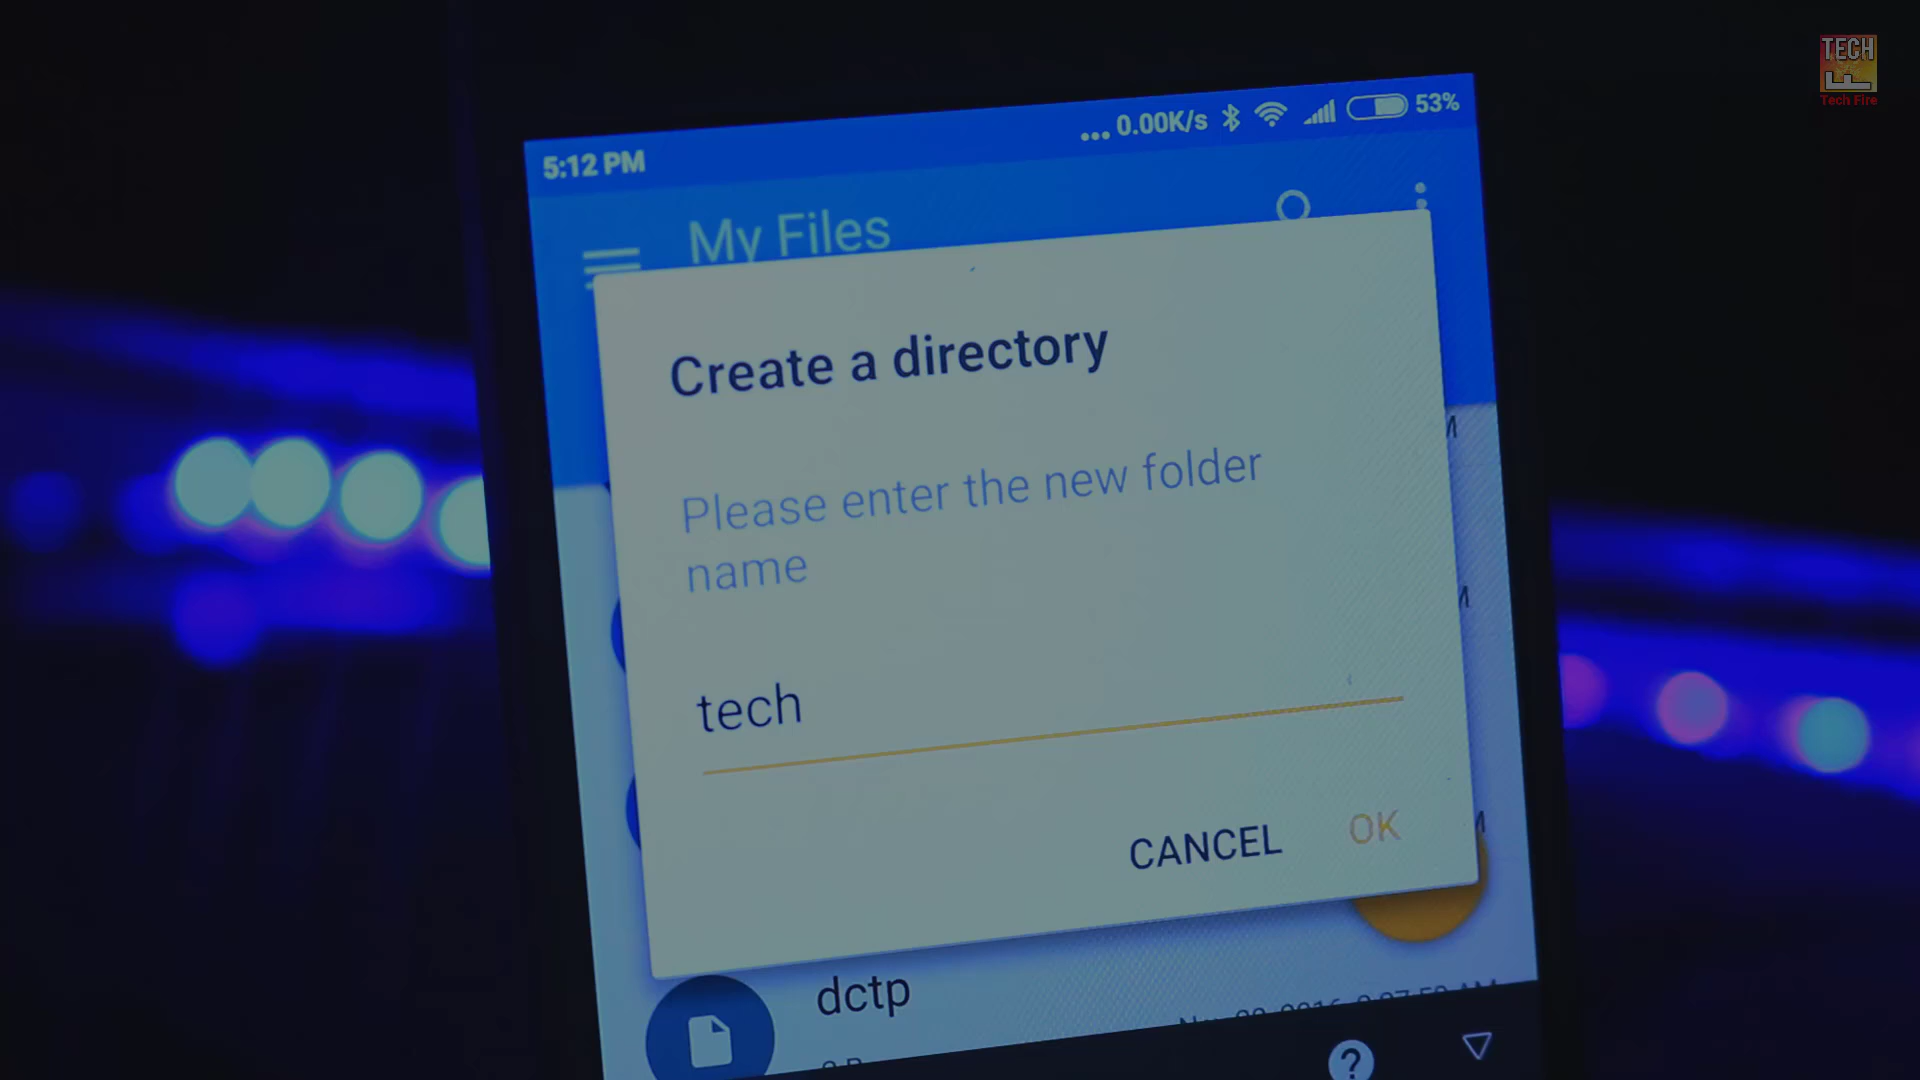 TECH
Tech Fire
5:12 PM ... 0.00K/s 53%
My Files
Create a directory
Please enter the new folder
name
tech
CANCEL OK
dctp
?